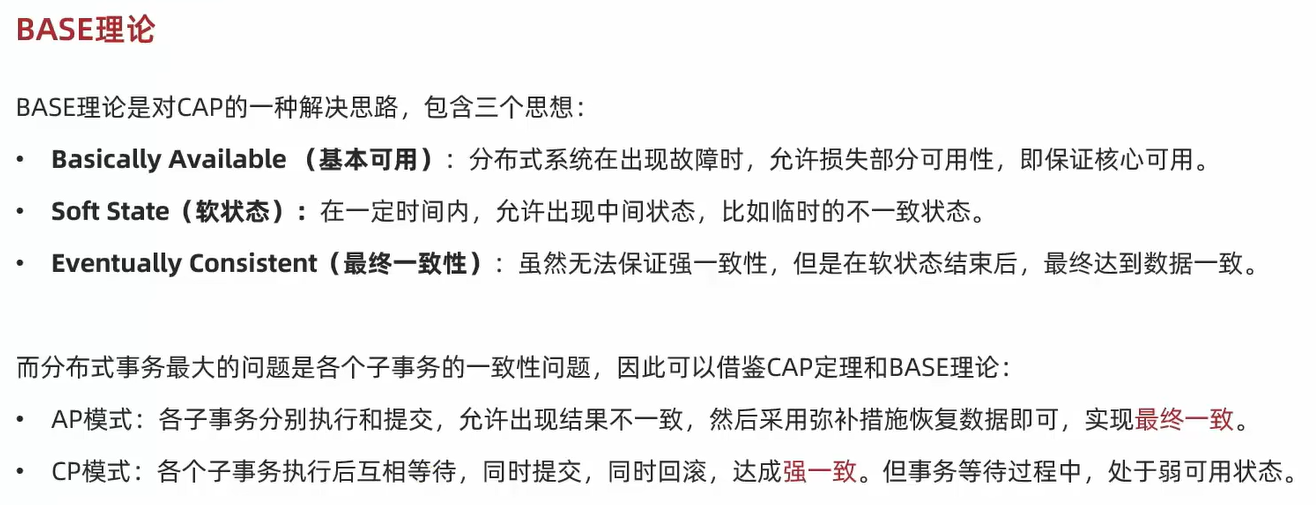 BASE理论
BASE理论是对CAP的一种解决思路，包含三个思想：
• Basically Available （基本可用）：分布式系统在出现故障时，允许损失部分可用性，即保证核心可用。
• Soft State（软状态）：在一定时间内，允许出现中间状态，比如临时的不一致状态。
• Eventually Consistent（最终一致性）：虽然无法保证强一致性，但是在软状态结束后，最终达到数据一致。
而分布式事务最大的问题是各个子事务的一致性问题，因此可以借鉴CAP定理和BASE理论：
• AP模式：各子事务分别执行和提交，允许出现结果不一致，然后采用弥补措施恢复数据即可，实现最终一致。
• CP模式：各个子事务执行后互相等待，同时提交，同时回滚，达成强一致。但事务等待过程中，处于弱可用状态。